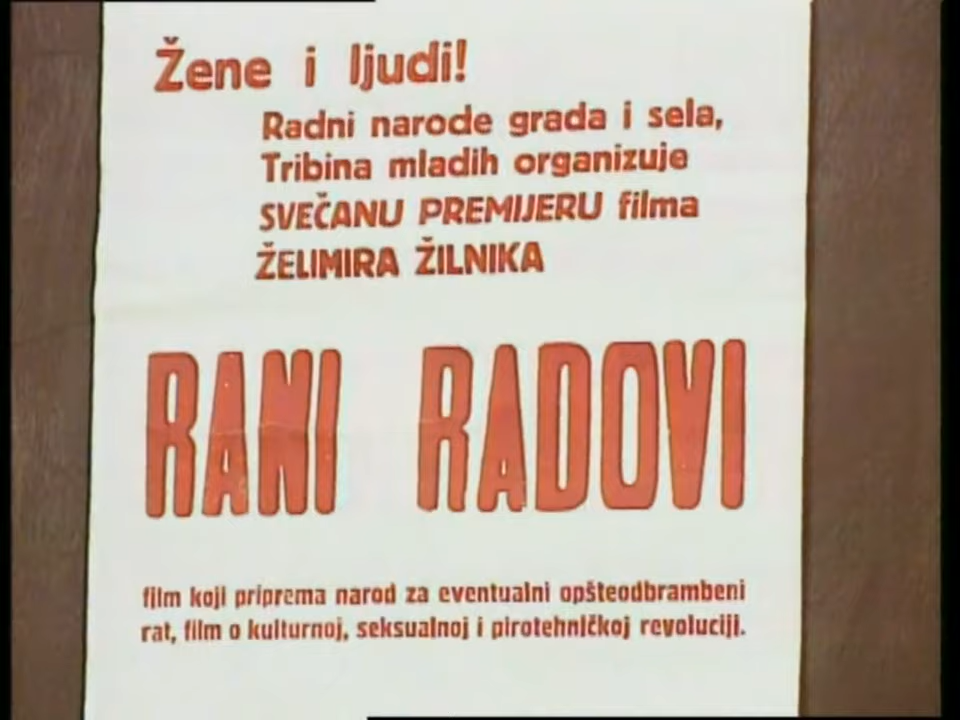 Žene i ljudi!
Radni narode grada i sela,
Tribina mladih organizuje
SVEČANU PREMIJERU filma
ŽELIMIRA ŽILNIKA
RANI RADOVI
film koji priprema narod za eventualni opšteodbrambeni
rat, film o kulturnoj, seksualnoj i pirotehničkoj revoluciji.